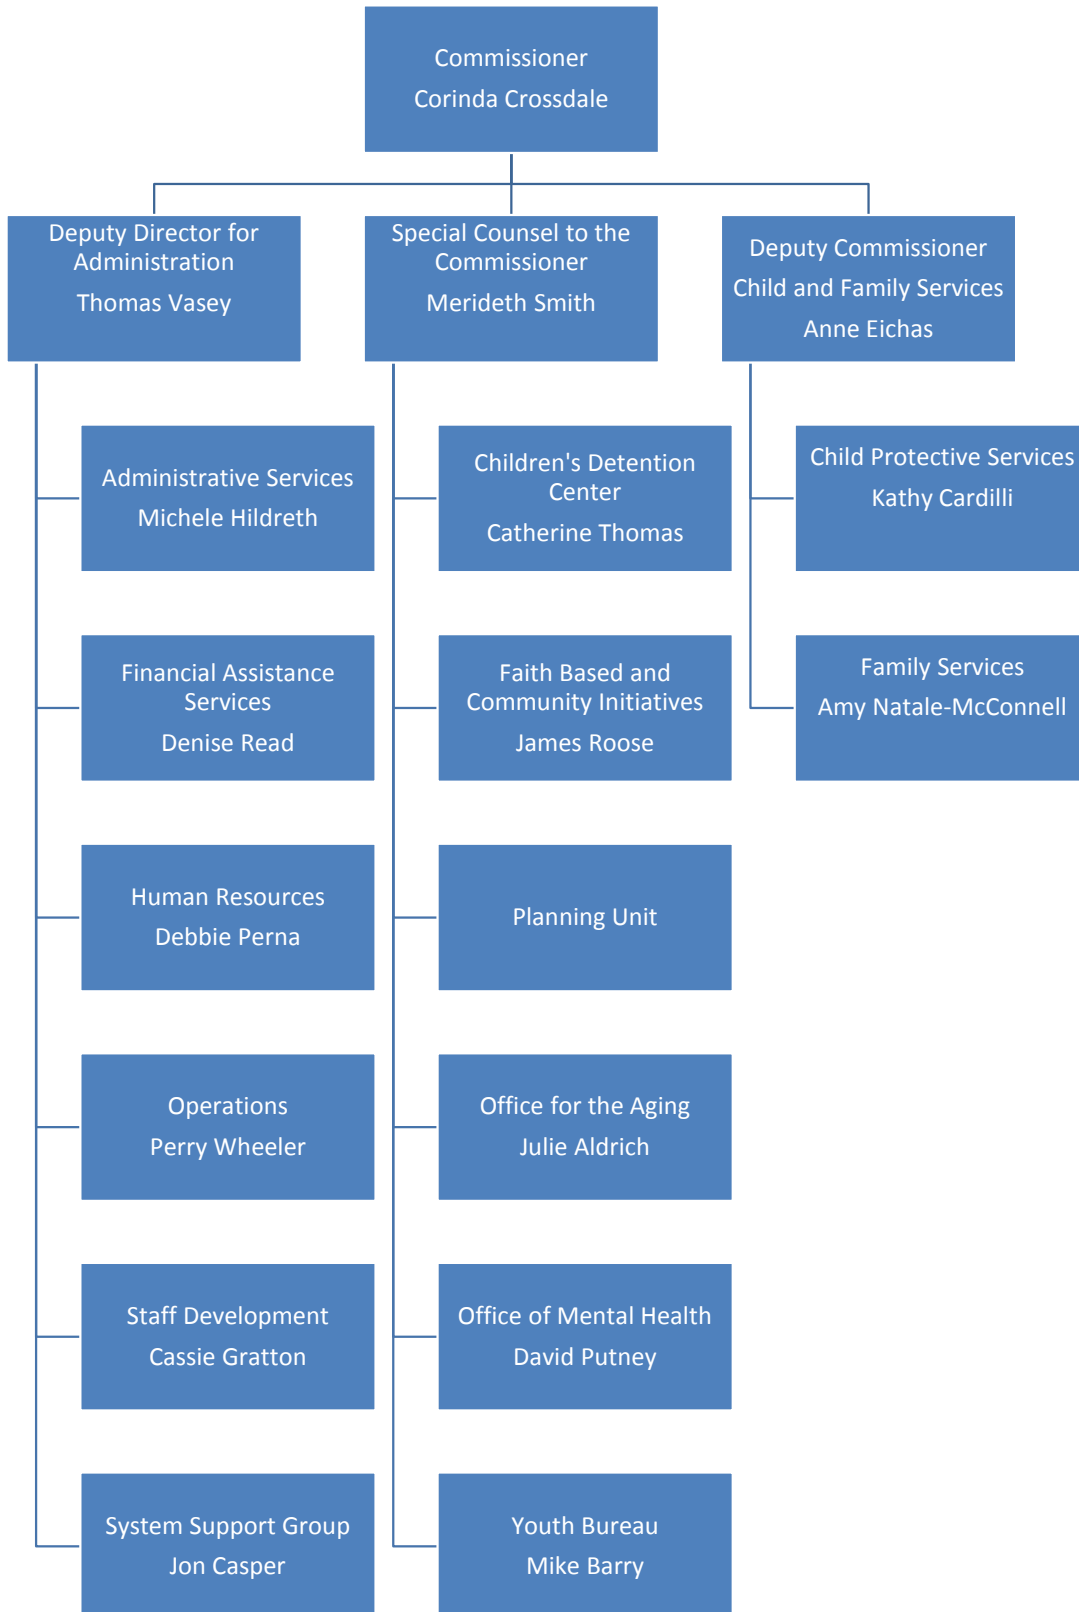 Commissioner
Corinda Crossdale
Deputy Director for
Administration
Thomas Vasey
Special Counsel to the
Commissioner
Merideth Smith
Deputy Commissioner
Child and Family Services
Anne Eichas
Administrative Services
Michele Hildreth
Financial Assistance
Services
Denise Read
Human Resources
Debbie Perna
Operations
Perry Wheeler
Staff Development
Cassie Gratton
System Support Group
Jon Casper
Children's Detention
Center
Catherine Thomas
Faith Based and
Community Initiatives
James Roose
Planning Unit
Office for the Aging
Julie Aldrich
Office of Mental Health
David Putney
Youth Bureau
Mike Barry
Child Protective Services
Kathy Cardilli
Family Services
Amy Natale-McConnell